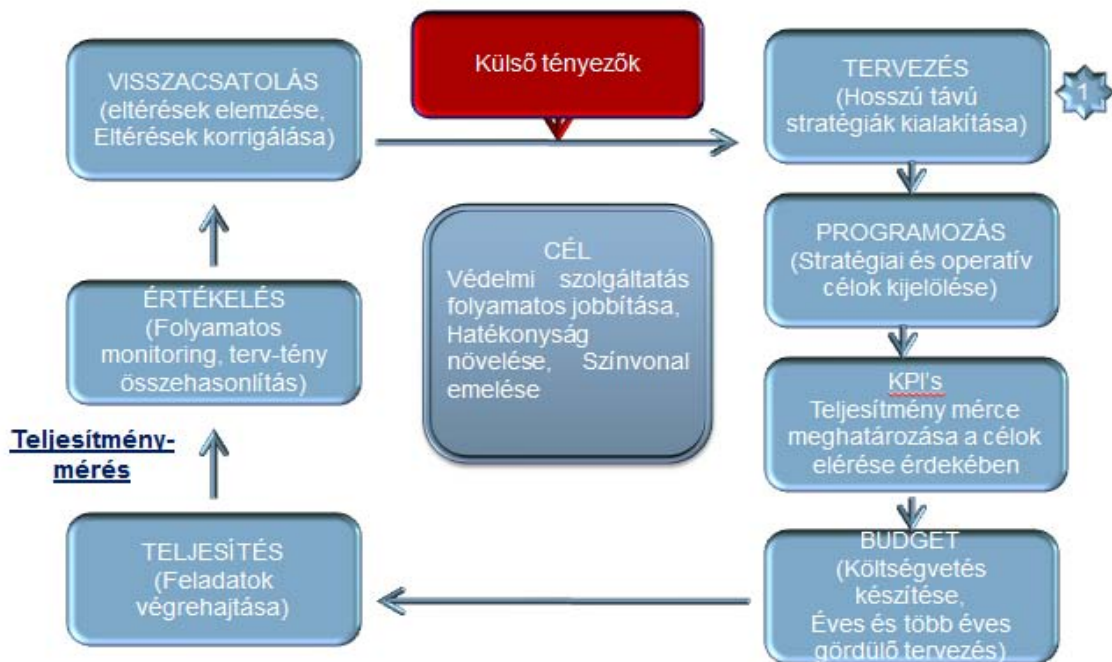 VISSZACSATOLÁS
(eltérések elemzése,
Eltérések korrigálása)
Külső tényezők
TERVEZÉS
(Hosszú távú
stratégiák kialakítása)
1
PROGRAMOZÁS
(Stratégiai és operatív
célok kijelölése)
CÉL
Védelmi szolgáltatás
folyamatos jobbítása,
Hatékonyság
növelése, Színvonal
emelése
ÉRTÉKELÉS
(Folyamatos
monitoring, terv-tény
összehasonlítás)
KPI's
Teljesítmény mérce
meghatározása a célok
elérése érdekében
Teljesítmény-
mérés
TELJESÍTÉS
(Feladatok
végrehajtása)
BUDGET
(Költségvetés
készítése,
Éves és több éves
gördülő tervezés)